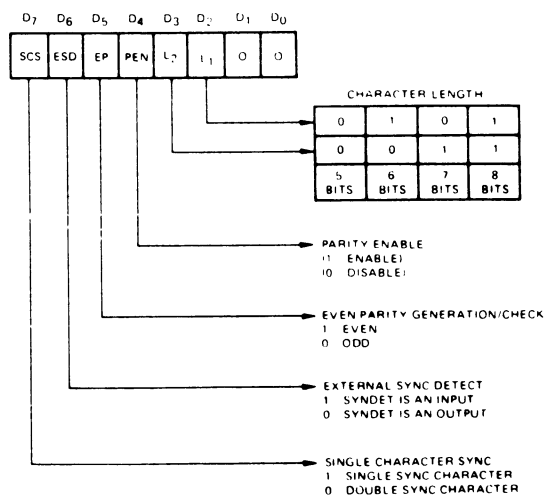 D7 D6 D5 D4 D3 D2 D1 D0
SCS ESD EP PEN L2 L1 0 0
CHARACTER LENGTH
0 1 0 1
0 0 1 1
5 BITS 6 BITS 7 BITS 8 BITS
PARITY ENABLE
(1 ENABLE)
(0 DISABLE)
EVEN PARITY GENERATION/CHECK
1 EVEN
0 ODD
EXTERNAL SYNC DETECT
1 SYNDET IS AN INPUT
0 SYNDET IS AN OUTPUT
SINGLE CHARACTER SYNC
1 SINGLE SYNC CHARACTER
0 DOUBLE SYNC CHARACTER